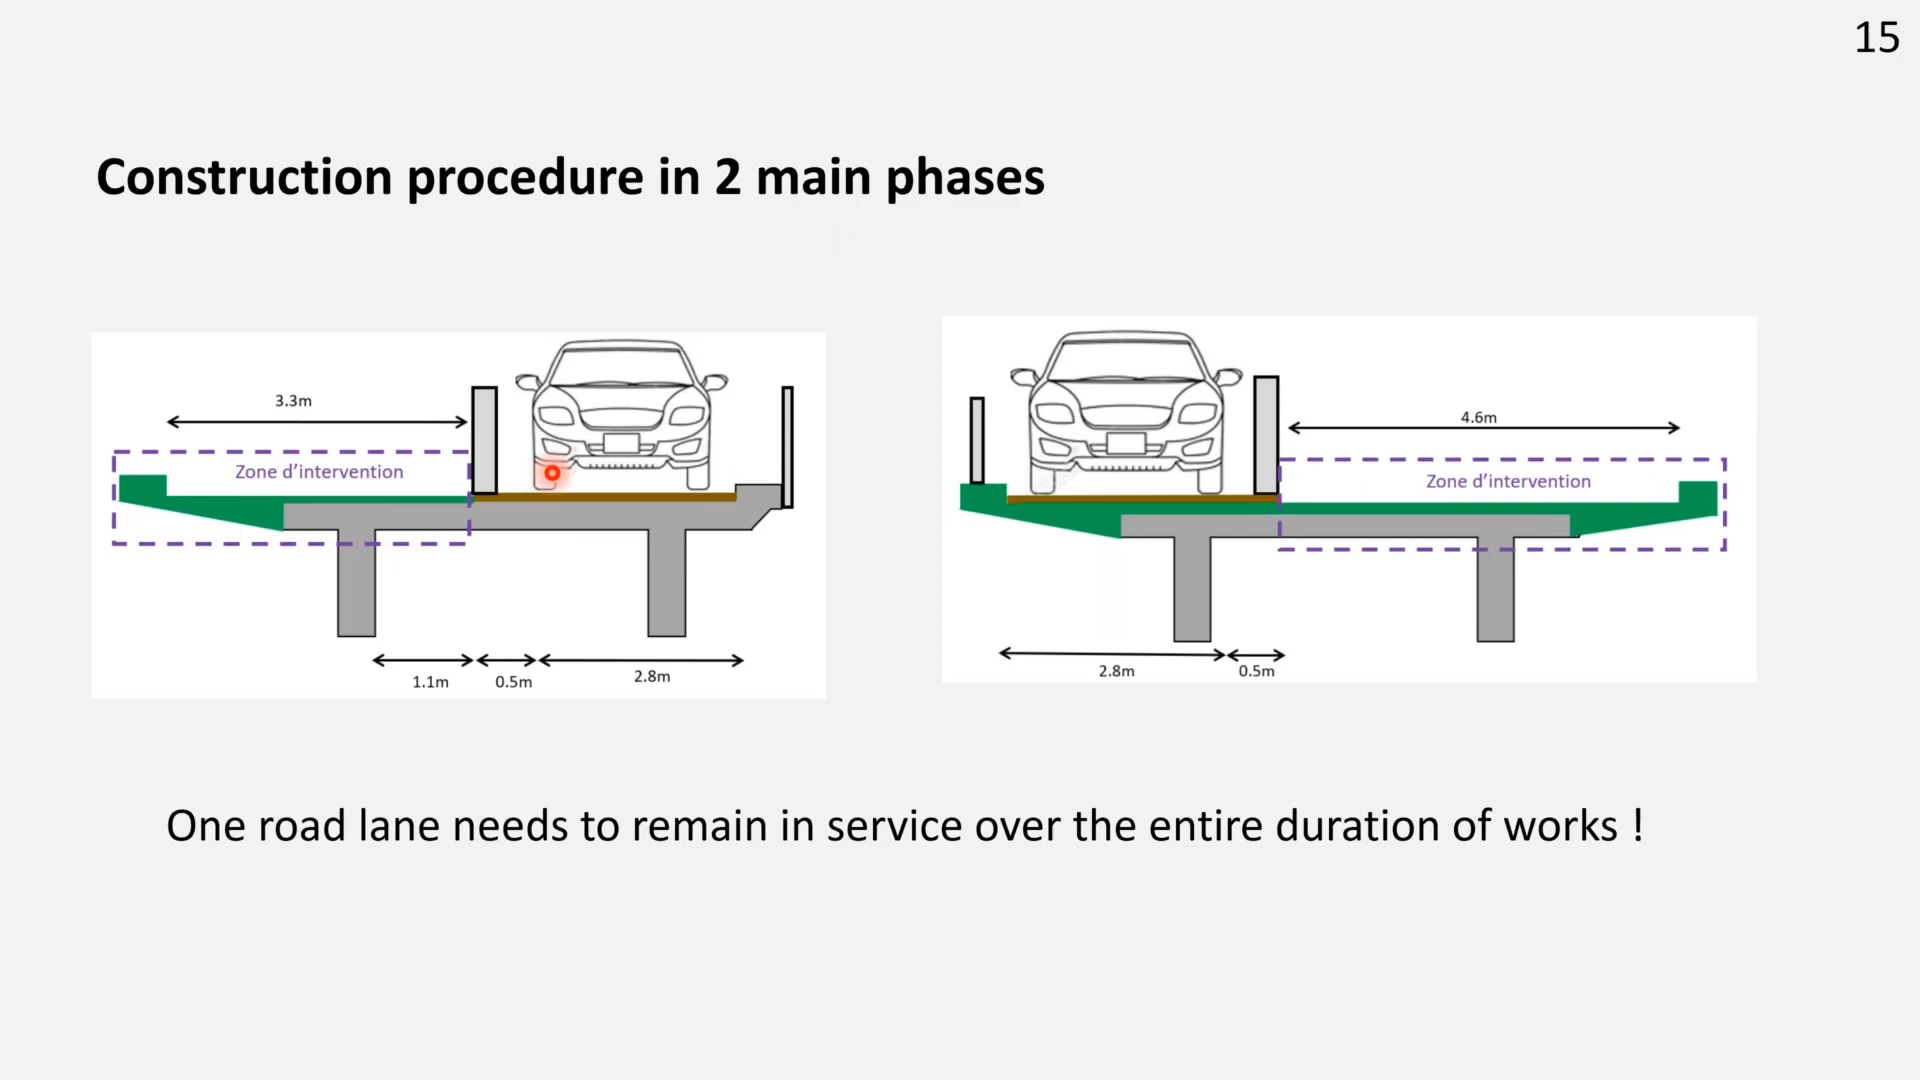 15
Construction procedure in 2 main phases
3.3m
Zone d’intervention
1.1m
0.5m
2.8m
4.6m
Zone d’intervention
2.8m
0.5m
One road lane needs to remain in service over the entire duration of works !